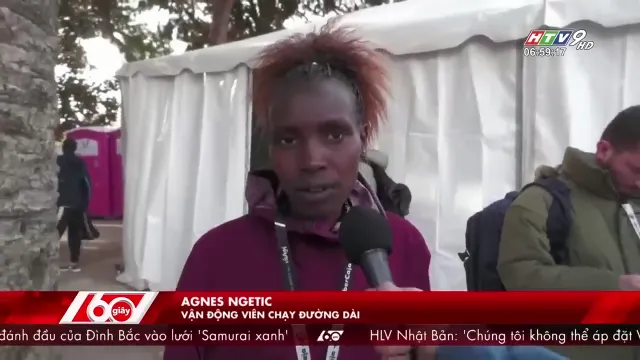 HTV9 HD
06:59:17
AGNES NGETIC
VẬN ĐỘNG VIÊN CHẠY ĐƯỜNG DÀI
60 giây
đánh đầu của Đình Bắc vào lưới 'Samurai xanh' 60 HLV Nhật Bản: 'Chúng tôi không thể áp đặt V